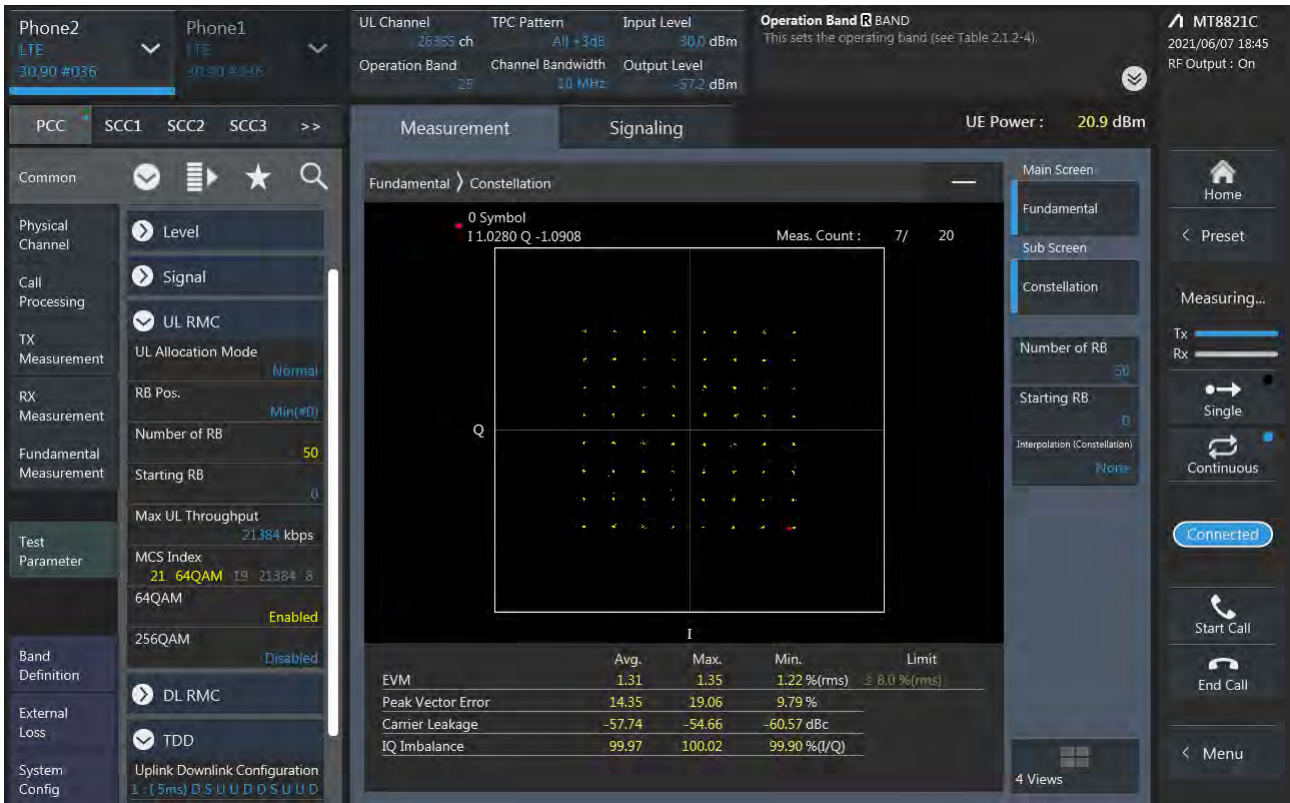 Phone2
LTE
30.90 #036
Phone1
LTE
30.90 #036
UL Channel
26365 ch
TPC Pattern
All +3dB
Input Level
30.0 dBm
Operation Band
25
Channel Bandwidth
10 MHz
Output Level
-57.2 dBm
Operation Band R BAND
This sets the operating band (see Table 2.1.2-4).
MT8821C
2021/06/07 18:45
RF Output : On
PCC SCC1 SCC2 SCC3 >>
Measurement
Signaling
UE Power : 20.9 dBm
Common
Physical
Channel
Call
Processing
TX
Measurement
RX
Measurement
Fundamental
Measurement
Test
Parameter
Band
Definition
External
Loss
System
Config
Level
Signal
UL RMC
UL Allocation Mode
Normal
RB Pos.
Min(#0)
Number of RB
50
Starting RB
0
Max UL Throughput
21384 kbps
MCS Index
21 64QAM 19 21384 8
64QAM
Enabled
256QAM
Disabled
DL RMC
TDD
Uplink Downlink Configuration
1 : ( 5ms) D S U U D D S U U D
Fundamental 〉 Constellation
0 Symbol
I 1.0280 Q -1.0908
Meas. Count : 7/ 20
Q
I
Avg. Max. Min. Limit
EVM 1.31 1.35 1.22 %(rms) ≤ 8.0 %(rms)
Peak Vector Error 14.35 19.06 9.79 %
Carrier Leakage -57.74 -54.66 -60.57 dBc
IQ Imbalance 99.97 100.02 99.90 %(I/Q)
Main Screen
Fundamental
Sub Screen
Constellation
Number of RB
50
Starting RB
0
Interpolation (Constellation)
None
4 Views
Home
< Preset
Measuring...
Tx
Rx
Single
Continuous
Connected
Start Call
End Call
< Menu